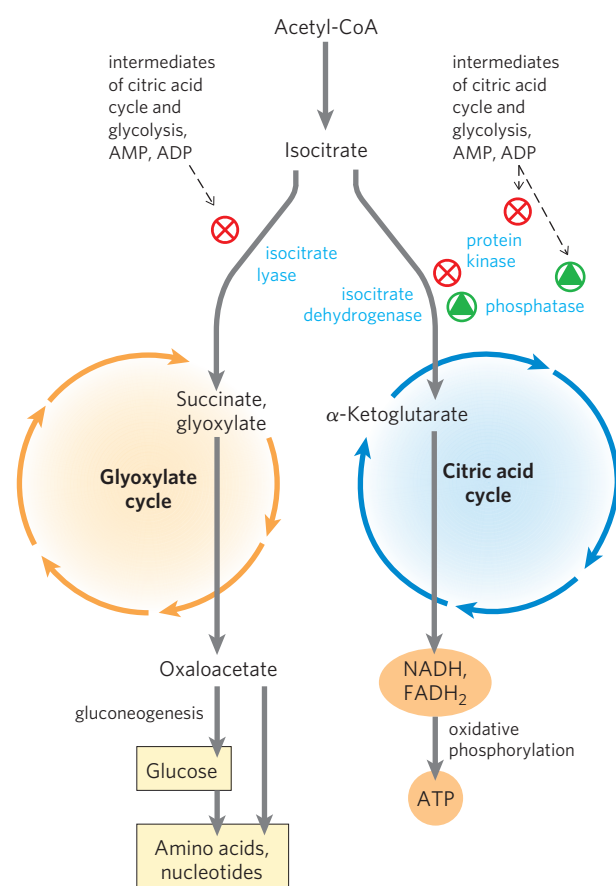 Acetyl-CoA
intermediates
of citric acid
cycle and
glycolysis,
AMP, ADP
intermediates
of citric acid
cycle and
glycolysis,
AMP, ADP
Isocitrate
isocitrate
lyase
protein
kinase
isocitrate
dehydrogenase
phosphatase
Succinate,
glyoxylate
α-Ketoglutarate
Glyoxylate
cycle
Citric acid
cycle
Oxaloacetate
NADH,
FADH₂
gluconeogenesis
oxidative
phosphorylation
Glucose
ATP
Amino acids,
nucleotides